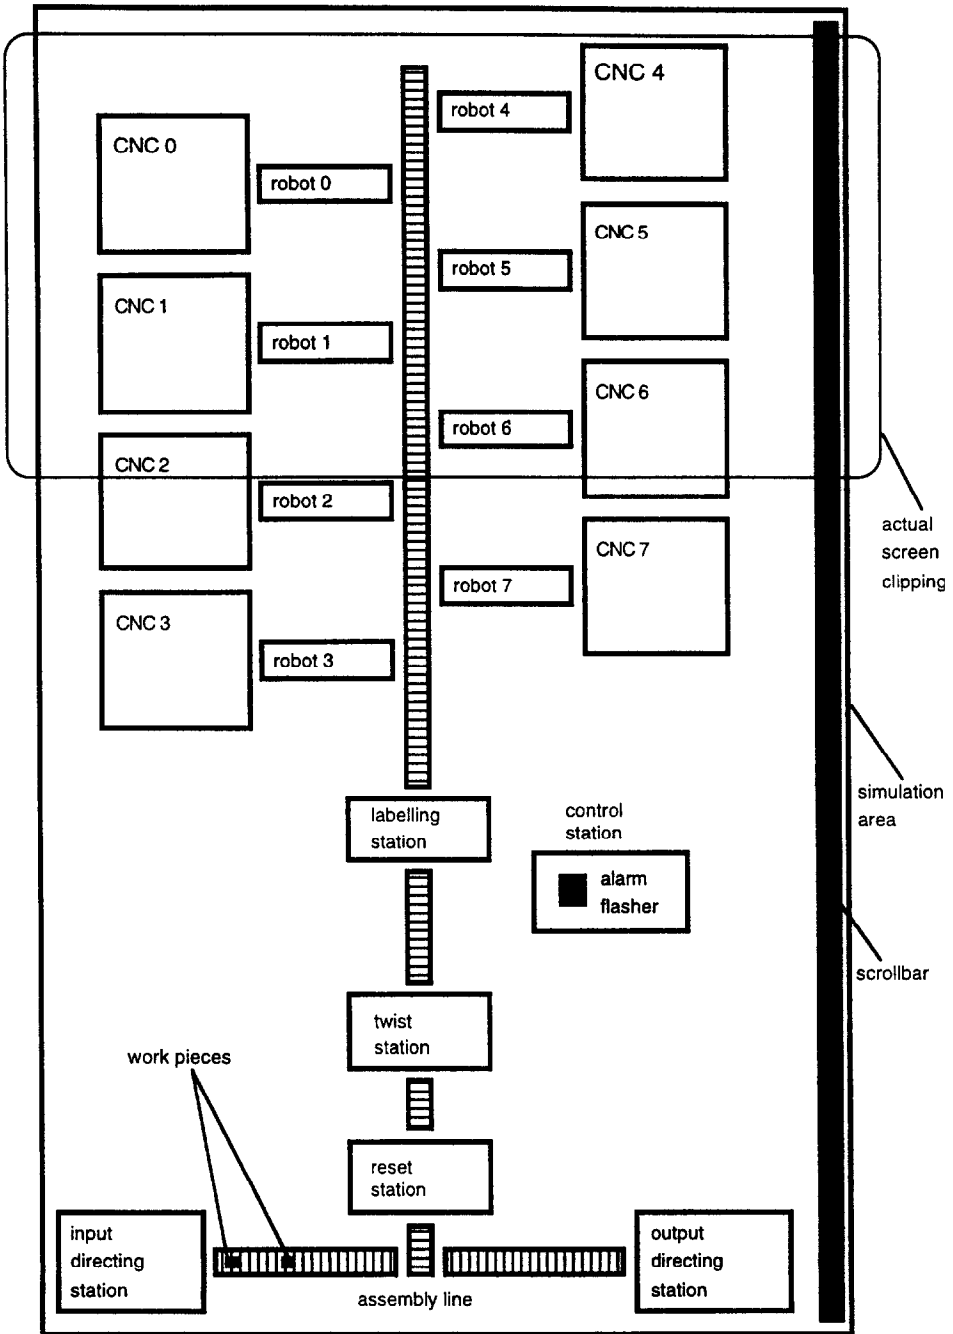 CNC 4
robot 4
CNC 0
robot 0
CNC 5
robot 5
CNC 1
robot 1
CNC 6
robot 6
CNC 2
robot 2
actual
screen
clipping
CNC 7
robot 7
CNC 3
robot 3
simulation
area
labelling
station
control
station
alarm
flasher
scrollbar
twist
station
work pieces
reset
station
input
directing
station
output
directing
station
assembly line